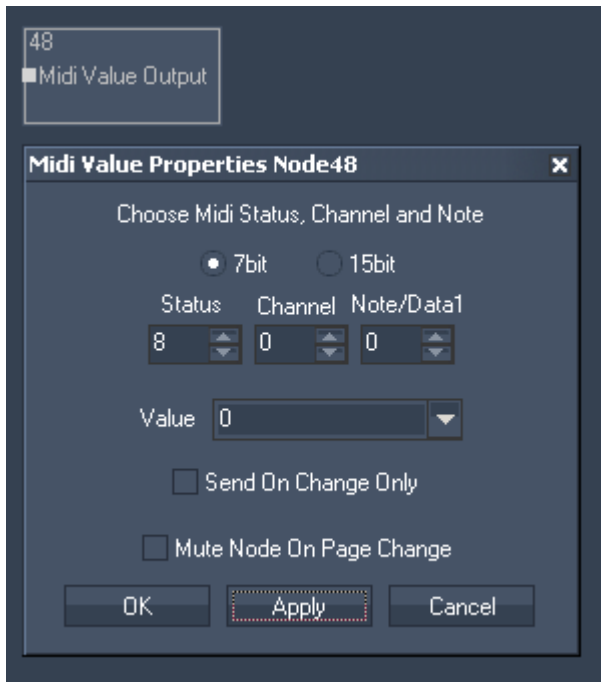 48
Midi Value Output
Midi Value Properties Node48
Choose Midi Status, Channel and Note
7bit 15bit
Status Channel Note/Data1
8 0 0
Value 0
Send On Change Only
Mute Node On Page Change
OK Apply Cancel